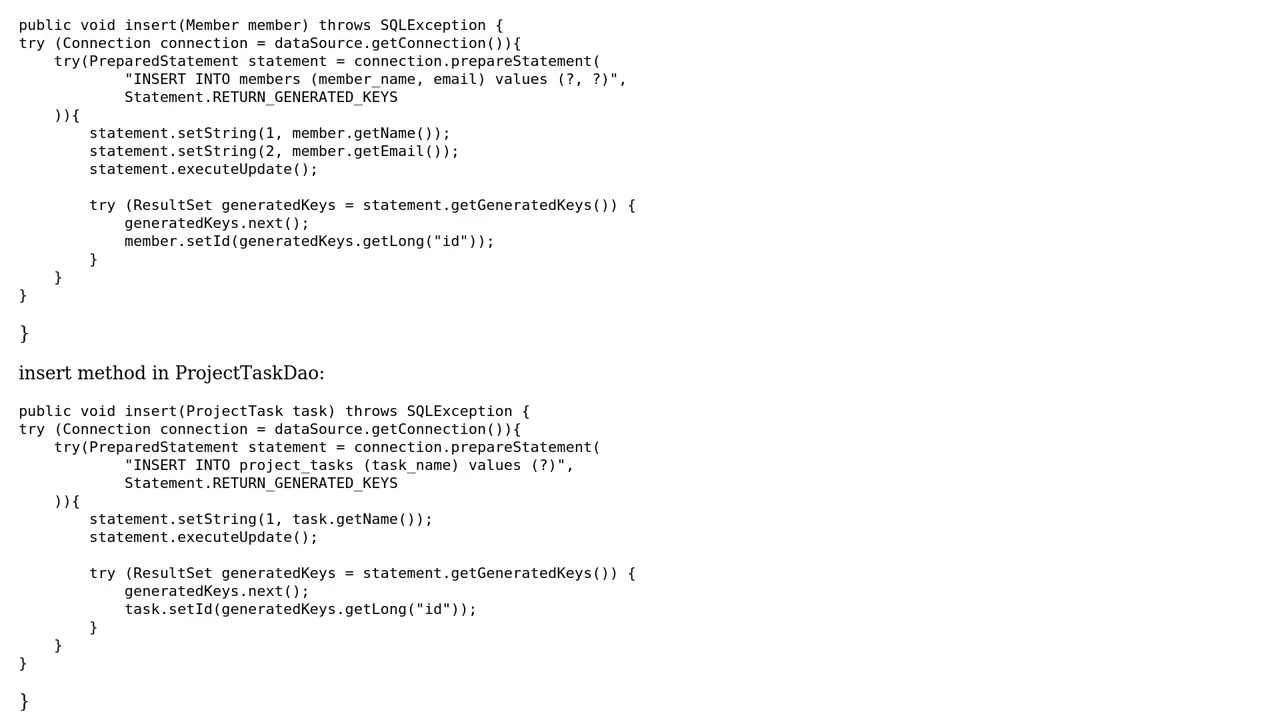 public void insert(Member member) throws SQLException {
try (Connection connection = dataSource.getConnection()){
    try(PreparedStatement statement = connection.prepareStatement(
            "INSERT INTO members (member_name, email) values (?, ?)",
            Statement.RETURN_GENERATED_KEYS
    )){
        statement.setString(1, member.getName());
        statement.setString(2, member.getEmail());
        statement.executeUpdate();

        try (ResultSet generatedKeys = statement.getGeneratedKeys()) {
            generatedKeys.next();
            member.setId(generatedKeys.getLong("id"));
        }
    }
}

}

insert method in ProjectTaskDao:

public void insert(ProjectTask task) throws SQLException {
try (Connection connection = dataSource.getConnection()){
    try(PreparedStatement statement = connection.prepareStatement(
            "INSERT INTO project_tasks (task_name) values (?)",
            Statement.RETURN_GENERATED_KEYS
    )){
        statement.setString(1, task.getName());
        statement.executeUpdate();

        try (ResultSet generatedKeys = statement.getGeneratedKeys()) {
            generatedKeys.next();
            task.setId(generatedKeys.getLong("id"));
        }
    }
}

}